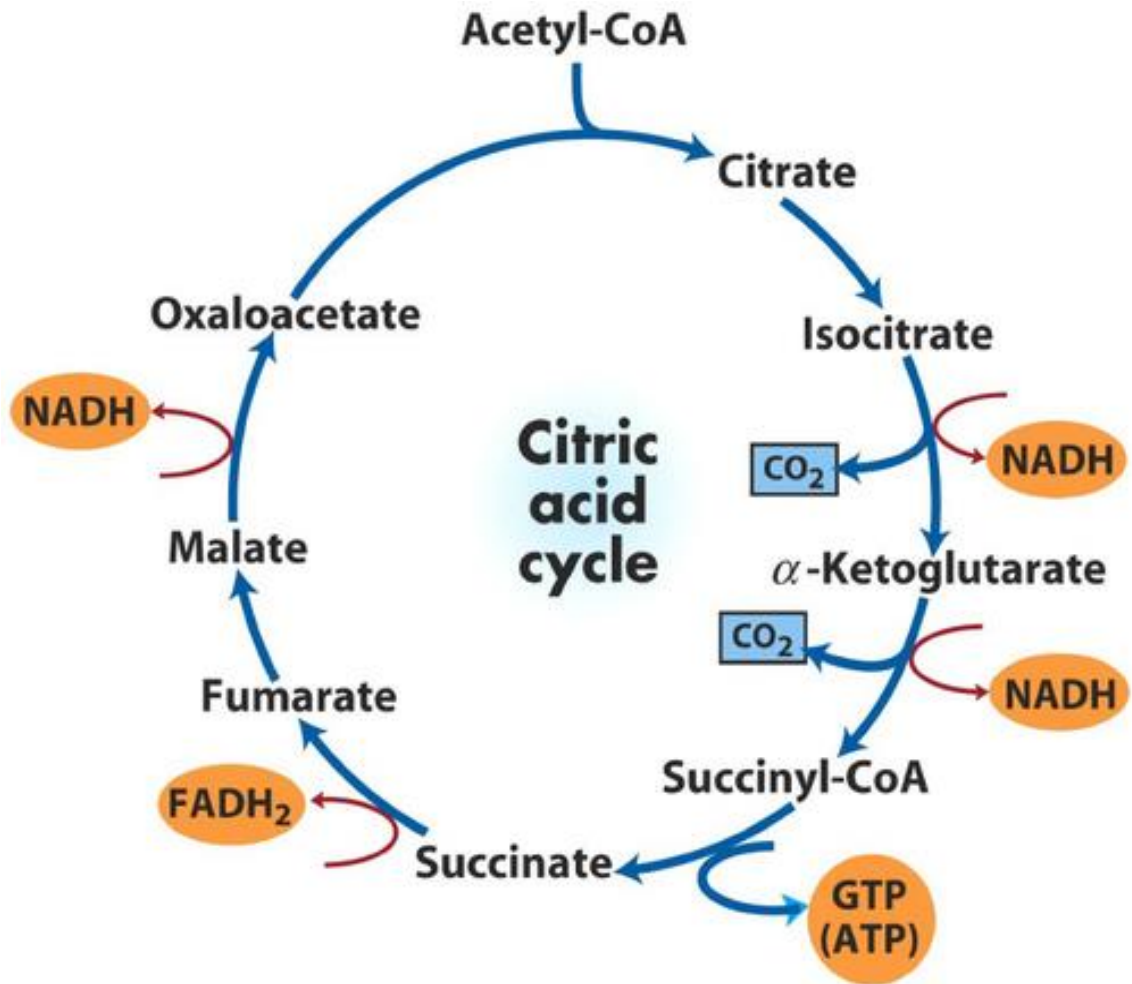 Acetyl-CoA
Citrate
Oxaloacetate
Isocitrate
NADH
Citric
acid
cycle
CO₂
NADH
Malate
α-Ketoglutarate
CO₂
NADH
Fumarate
Succinyl-CoA
FADH₂
Succinate
GTP
(ATP)